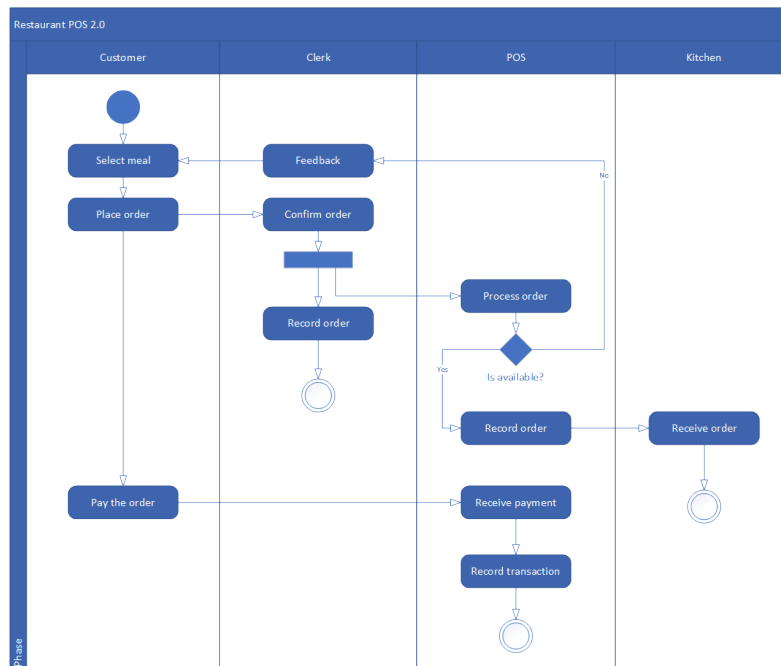 Restaurant POS 2.0
Customer
Clerk
POS
Kitchen
Select meal
Feedback
No
Place order
Confirm order
Process order
Record order
Yes
Is available?
Record order
Receive order
Pay the order
Receive payment
Record transaction
Phase